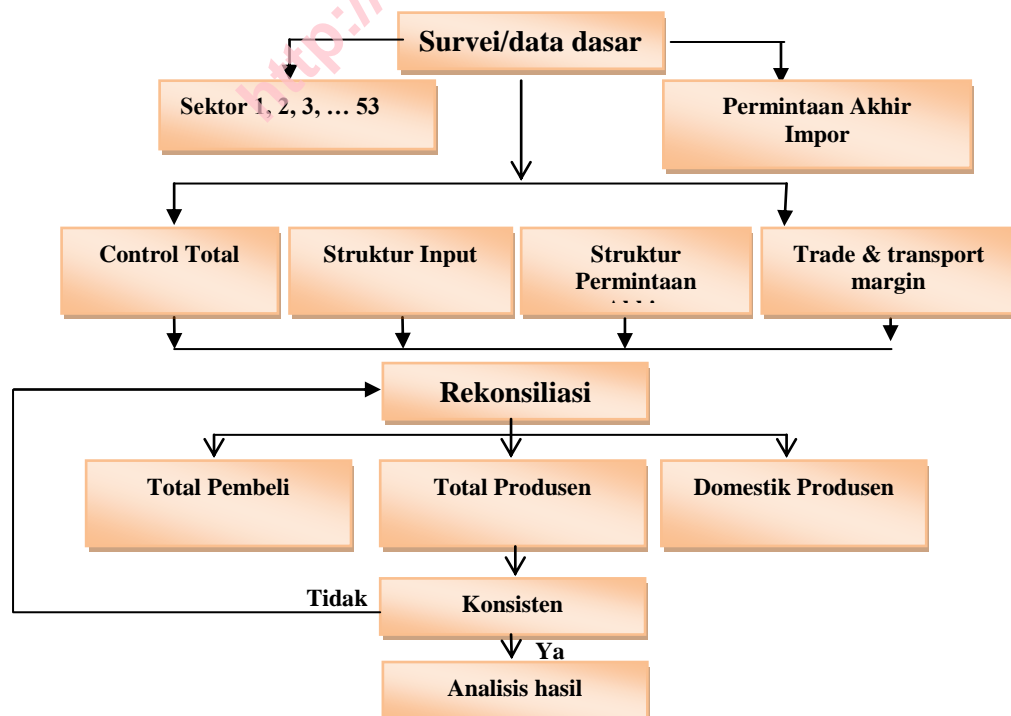 http://
Survei/data dasar
Sektor 1, 2, 3, … 53
Permintaan Akhir
Impor
Control Total
Struktur Input
Struktur
Permintaan
Trade & transport
margin
Rekonsiliasi
Total Pembeli
Total Produsen
Domestik Produsen
Tidak
Konsisten
Ya
Analisis hasil